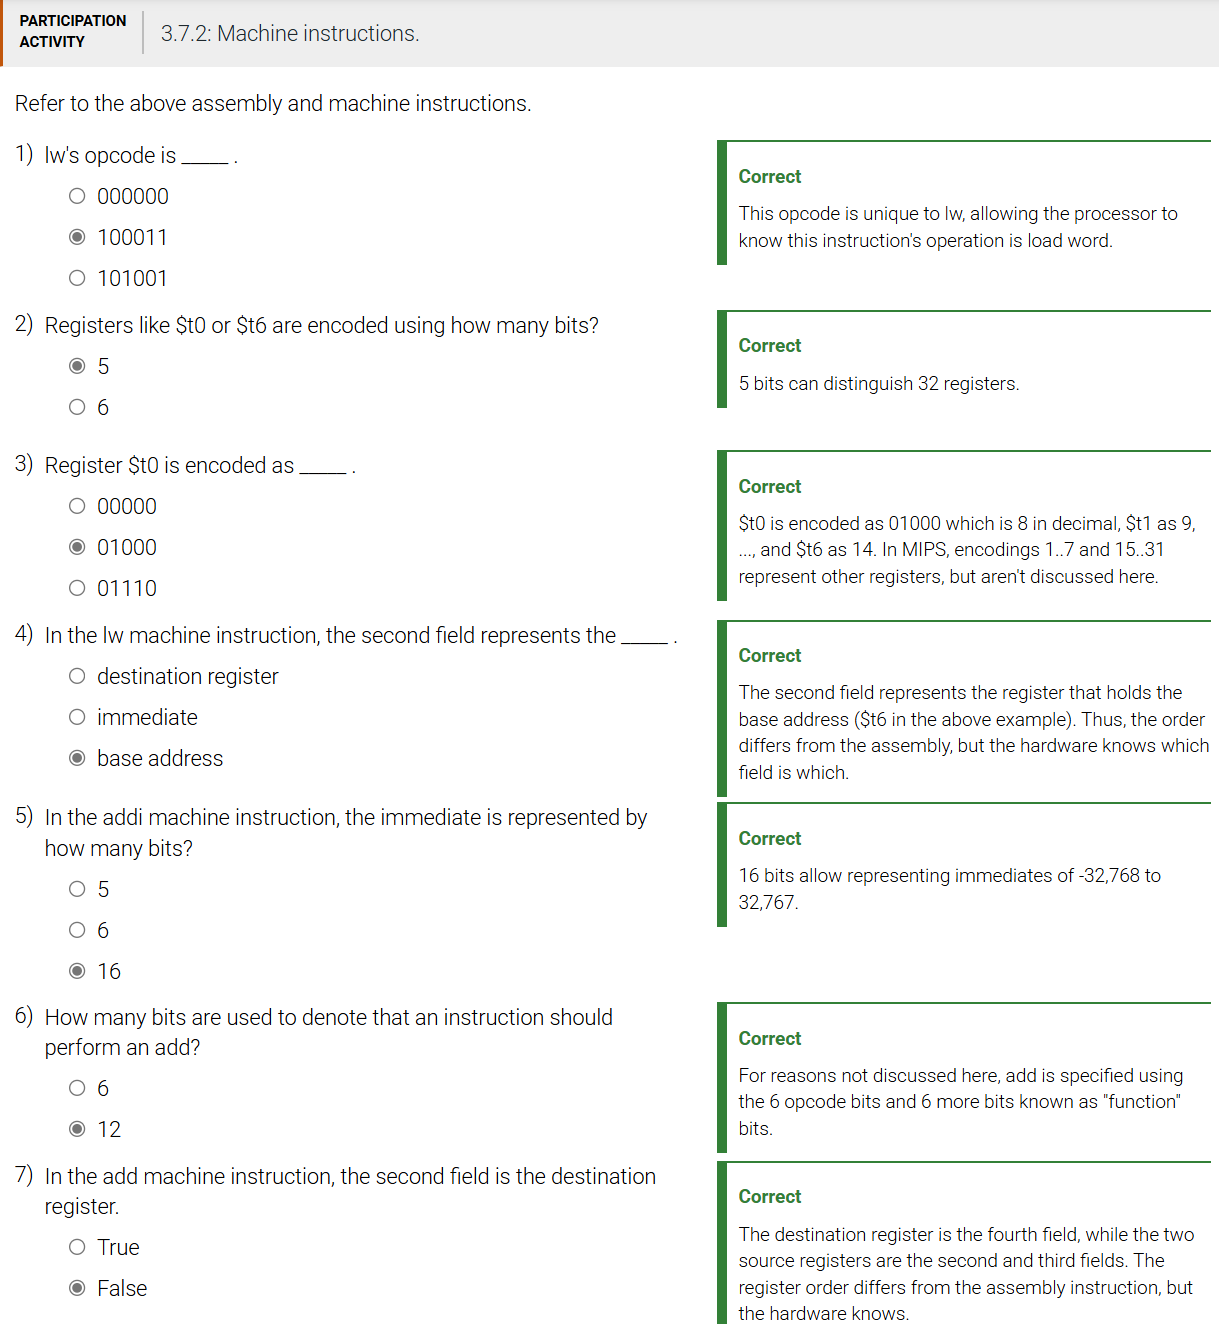 PARTICIPATION
ACTIVITY
3.7.2: Machine instructions.
Refer to the above assembly and machine instructions.
1) lw's opcode is _____ .
000000
100011
101001
Correct
This opcode is unique to lw, allowing the processor to
know this instruction's operation is load word.
2) Registers like $t0 or $t6 are encoded using how many bits?
5
6
Correct
5 bits can distinguish 32 registers.
3) Register $t0 is encoded as _____ .
00000
01000
01110
Correct
$t0 is encoded as 01000 which is 8 in decimal, $t1 as 9,
..., and $t6 as 14. In MIPS, encodings 1..7 and 15..31
represent other registers, but aren't discussed here.
4) In the lw machine instruction, the second field represents the _____ .
destination register
immediate
base address
Correct
The second field represents the register that holds the
base address ($t6 in the above example). Thus, the order
differs from the assembly, but the hardware knows which
field is which.
5) In the addi machine instruction, the immediate is represented by
how many bits?
5
6
16
Correct
16 bits allow representing immediates of -32,768 to
32,767.
6) How many bits are used to denote that an instruction should
perform an add?
6
12
Correct
For reasons not discussed here, add is specified using
the 6 opcode bits and 6 more bits known as "function"
bits.
7) In the add machine instruction, the second field is the destination
register.
True
False
Correct
The destination register is the fourth field, while the two
source registers are the second and third fields. The
register order differs from the assembly instruction, but
the hardware knows.